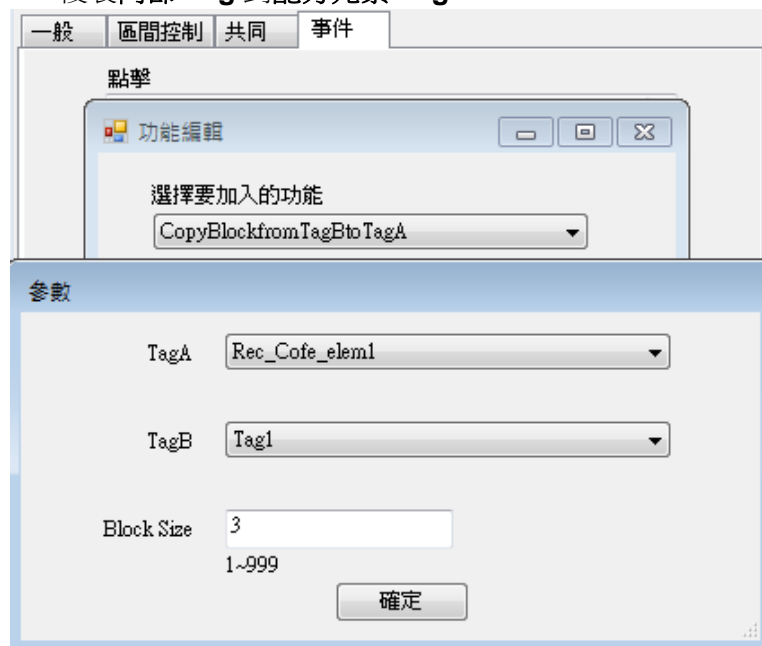 一般 區間控制 共同 事件
點擊
功能編輯
選擇要加入的功能
CopyBlockfromTagBtoTagA
參數
TagA Rec_Cofe_elem1
TagB Tag1
Block Size 3
1~999
確定